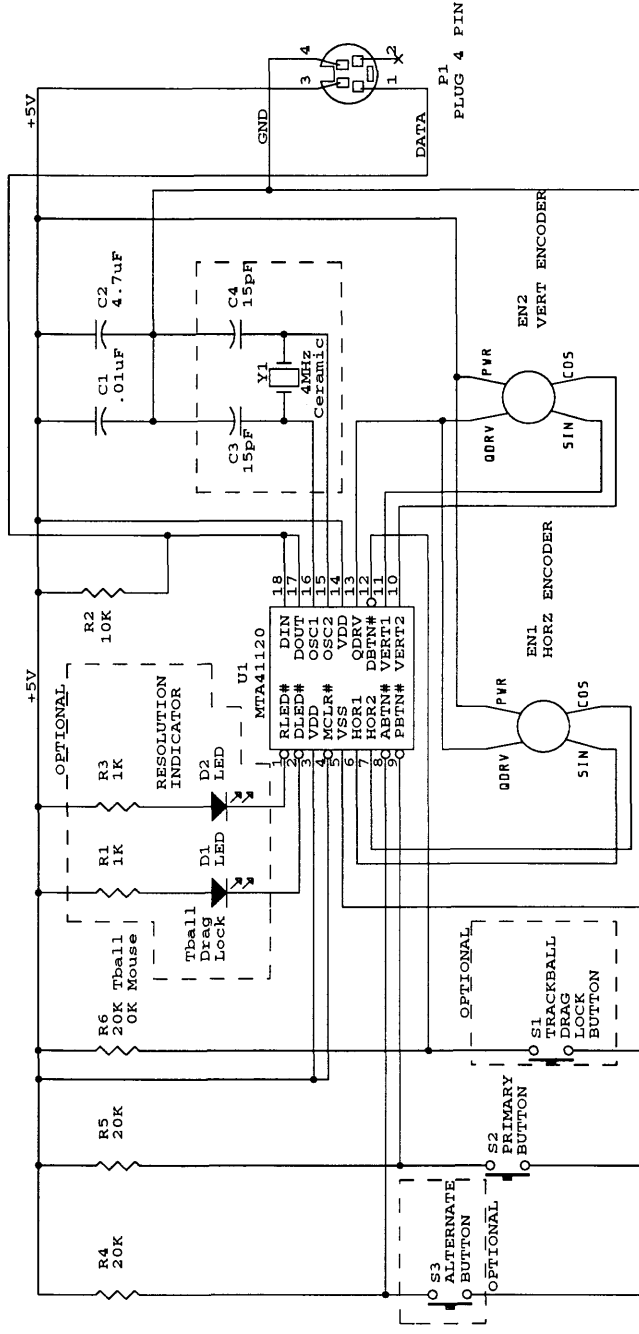 +5V
+5V
R4
20K
R5
20K
R6
20K Tball
0K Mouse
OPTIONAL
R1
1K
R3
1K
RESOLUTION
INDICATOR
Tball
Drag
Lock
D1
LED
D2
LED
R2
10K
C1
.01uF
C2
4.7uF
C3
15pF
C4
15pF
Y1
4MHz
Ceramic
GND
DATA
3
4
1
2
P1
PLUG 4 PIN
U1
MTA41120
1 RLED#
2 DLED#
3 VDD
4 MCLR#
5 VSS
6 HOR1
7 HOR2
8 ABTN#
9 PBTN#
DIN 18
DOUT 17
OSC1 16
OSC2 15
VDD 14
QDRV 13
DBTN# 12
VERT1 11
VERT2 10
S3
ALTERNATE
BUTTON
OPTIONAL
S2
PRIMARY
BUTTON
OPTIONAL
S1
TRACKBALL
DRAG
LOCK
BUTTON
EN1
HORZ ENCODER
QDRV
PWR
SIN
COS
EN2
VERT ENCODER
QDRV
PWR
SIN
COS